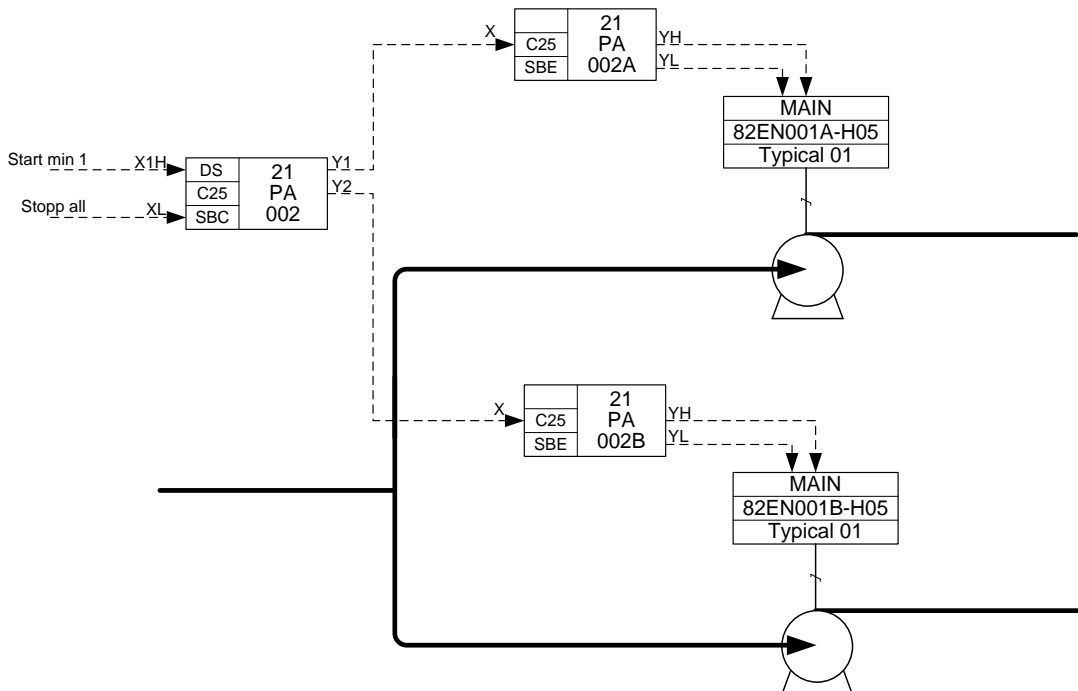 21
X
C25
PA
YH
SBE
002A
YL
MAIN
82EN001A-H05
Typical 01
Start min 1
X1H
DS
21
Y1
C25
PA
Y2
Stopp all
XL
SBC
002
21
X
C25
PA
YH
SBE
002B
YL
MAIN
82EN001B-H05
Typical 01